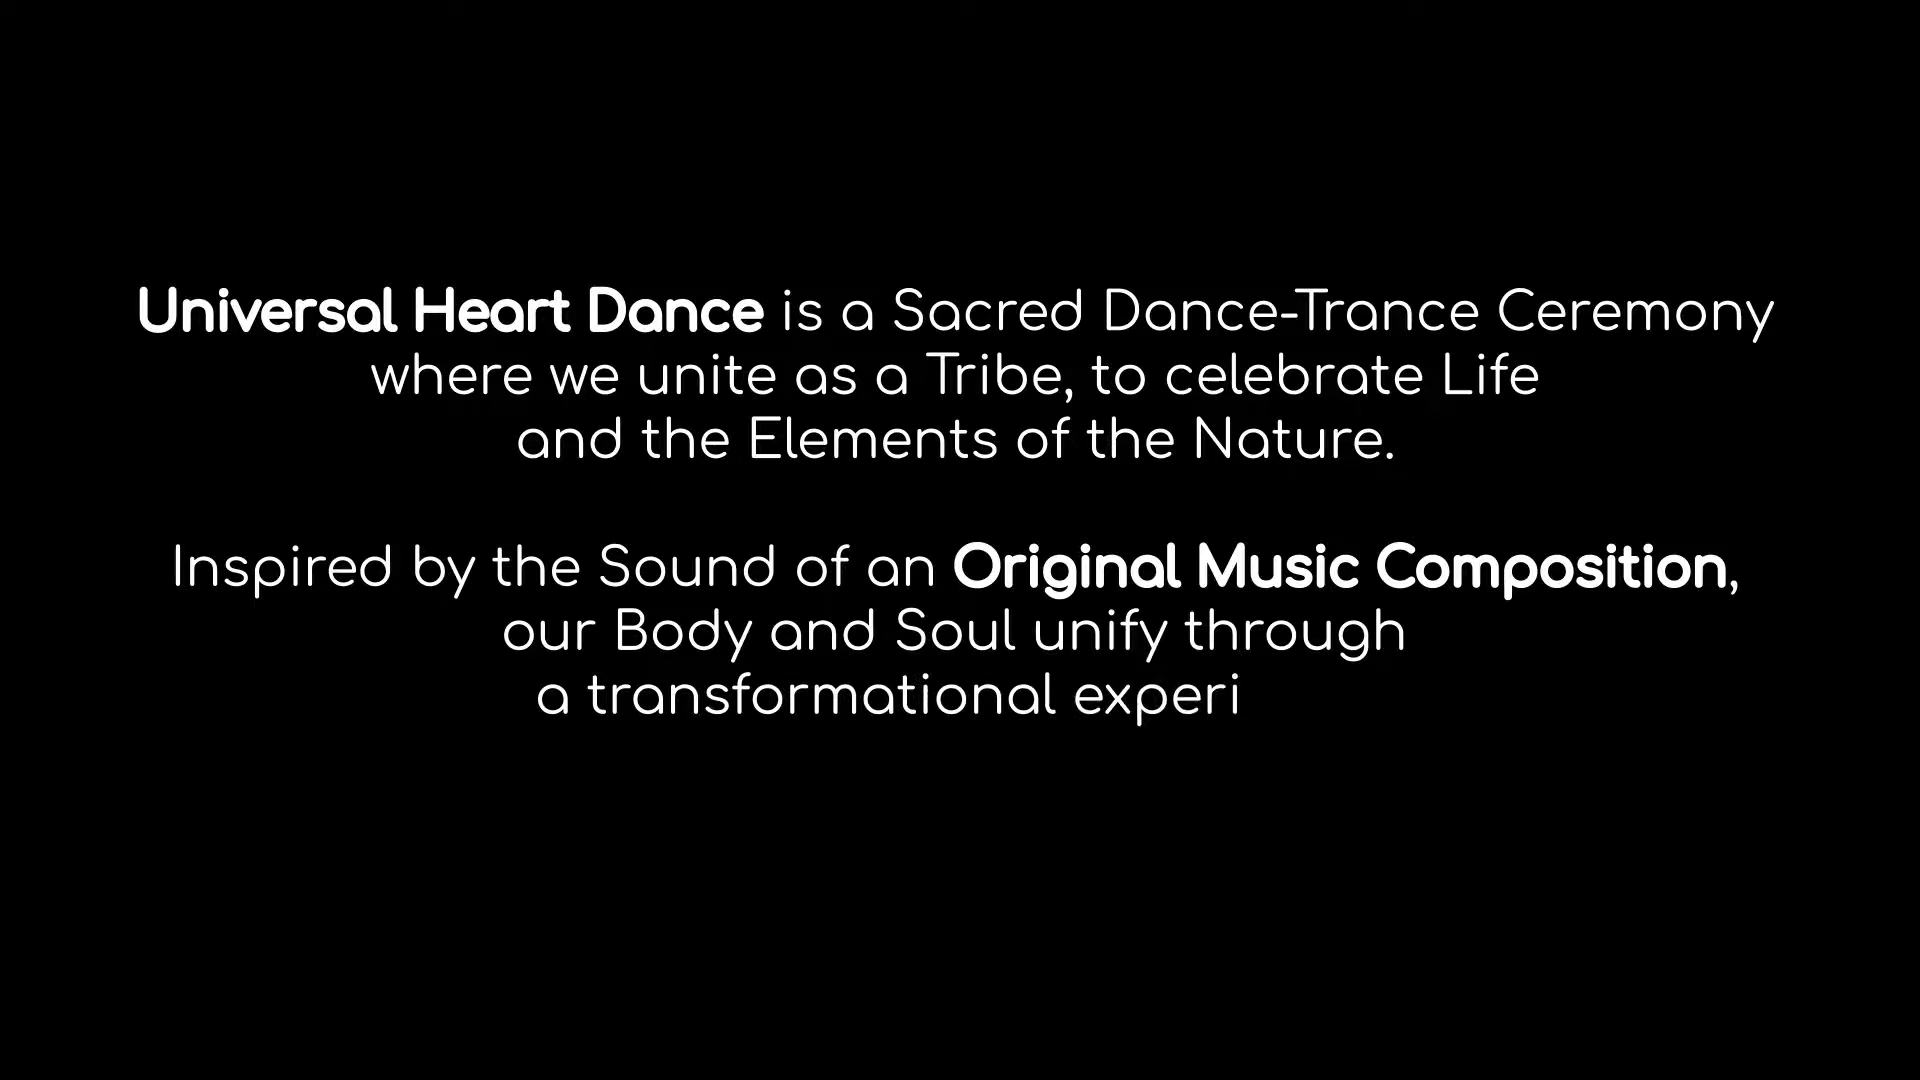 Universal Heart Dance is a Sacred Dance-Trance Ceremony
where we unite as a Tribe, to celebrate Life
and the Elements of the Nature.
Inspired by the Sound of an Original Music Composition,
our Body and Soul unify through
a transformational experi